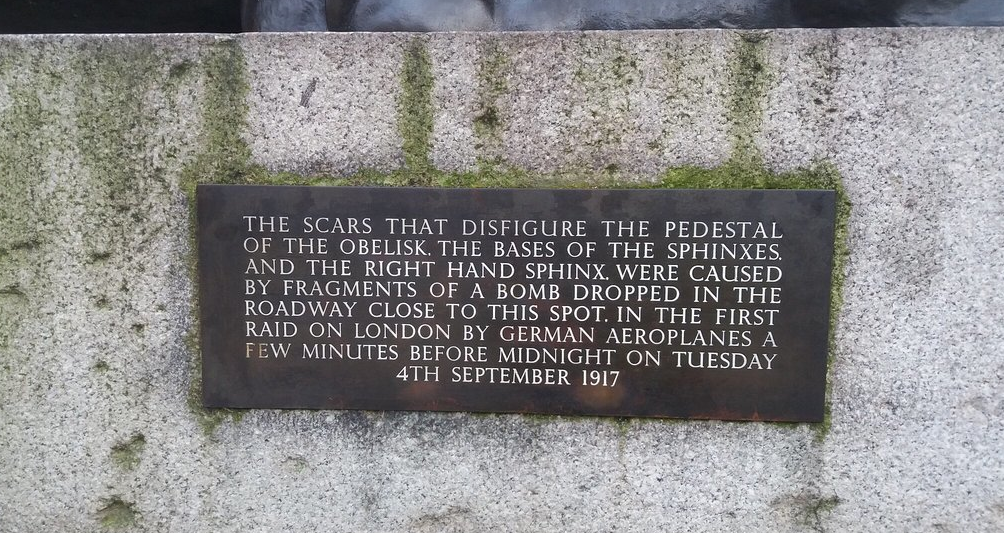 THE SCARS THAT DISFIGURE THE PEDESTAL
OF THE OBELISK, THE BASES OF THE SPHINXES,
AND THE RIGHT HAND SPHINX, WERE CAUSED
BY FRAGMENTS OF A BOMB DROPPED IN THE
ROADWAY CLOSE TO THIS SPOT, IN THE FIRST
RAID ON LONDON BY GERMAN AEROPLANES A
FEW MINUTES BEFORE MIDNIGHT ON TUESDAY
4TH SEPTEMBER 1917